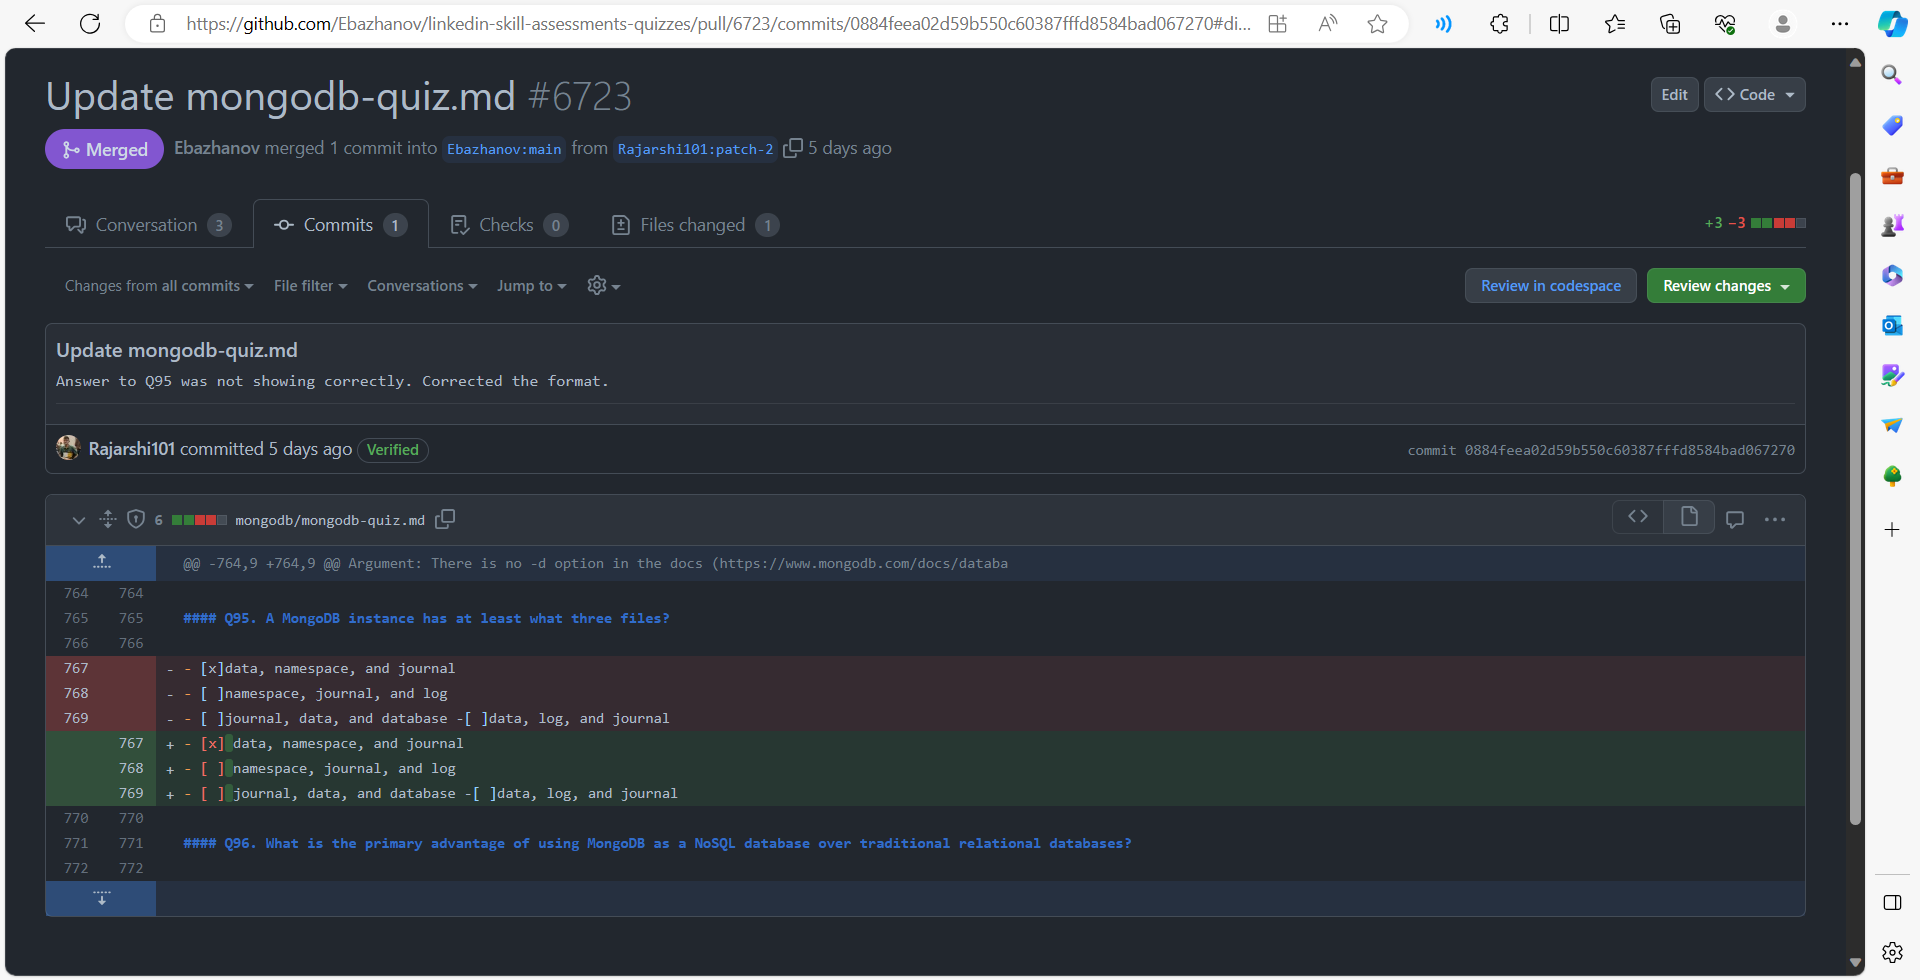 https://github.com/Ebazhanov/linkedin-skill-assessments-quizzes/pull/6723/commits/0884feea02d59b550c60387fffd8584bad067270#di...
Update mongodb-quiz.md #6723
Edit
Code
Merged
Ebazhanov merged 1 commit into Ebazhanov:main from Rajarshi101:patch-2 5 days ago
Conversation 3
Commits 1
Checks 0
Files changed 1
+3 −3
Changes from all commits
File filter
Conversations
Jump to
Review in codespace
Review changes
Update mongodb-quiz.md
Answer to Q95 was not showing correctly. Corrected the format.
Rajarshi101 committed 5 days ago Verified
commit 0884feea02d59b550c60387fffd8584bad067270
6 mongodb/mongodb-quiz.md
@@ -764,9 +764,9 @@ Argument: There is no -d option in the docs (https://www.mongodb.com/docs/databa
764 764
765 765 #### Q95. A MongoDB instance has at least what three files?
766 766
767 - - [x]data, namespace, and journal
768 - - [ ]namespace, journal, and log
769 - - [ ]journal, data, and database -[ ]data, log, and journal
767 + - [x] data, namespace, and journal
768 + - [ ] namespace, journal, and log
769 + - [ ] journal, data, and database -[ ]data, log, and journal
770 770
771 771 #### Q96. What is the primary advantage of using MongoDB as a NoSQL database over traditional relational databases?
772 772